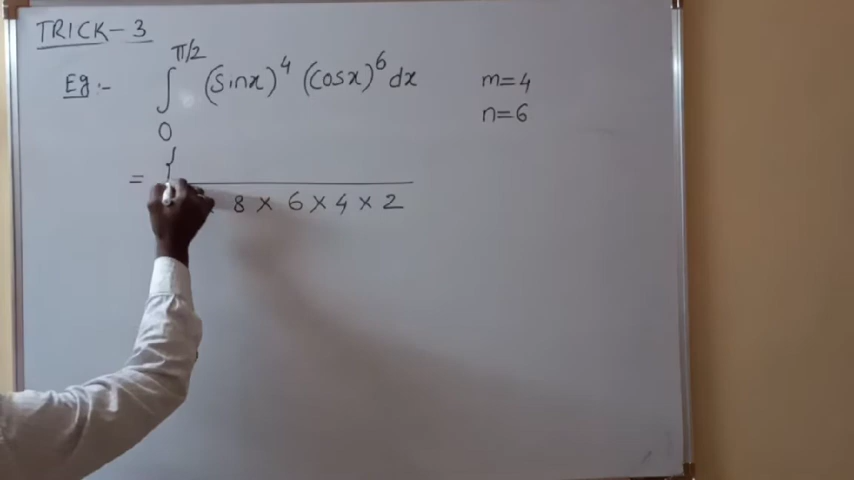 TRICK-3
Eg:- ∫ 0 π/2 (Sinx)^4 (Cosx)^6 dx
m=4
n=6
= {
8 × 6 × 4 × 2